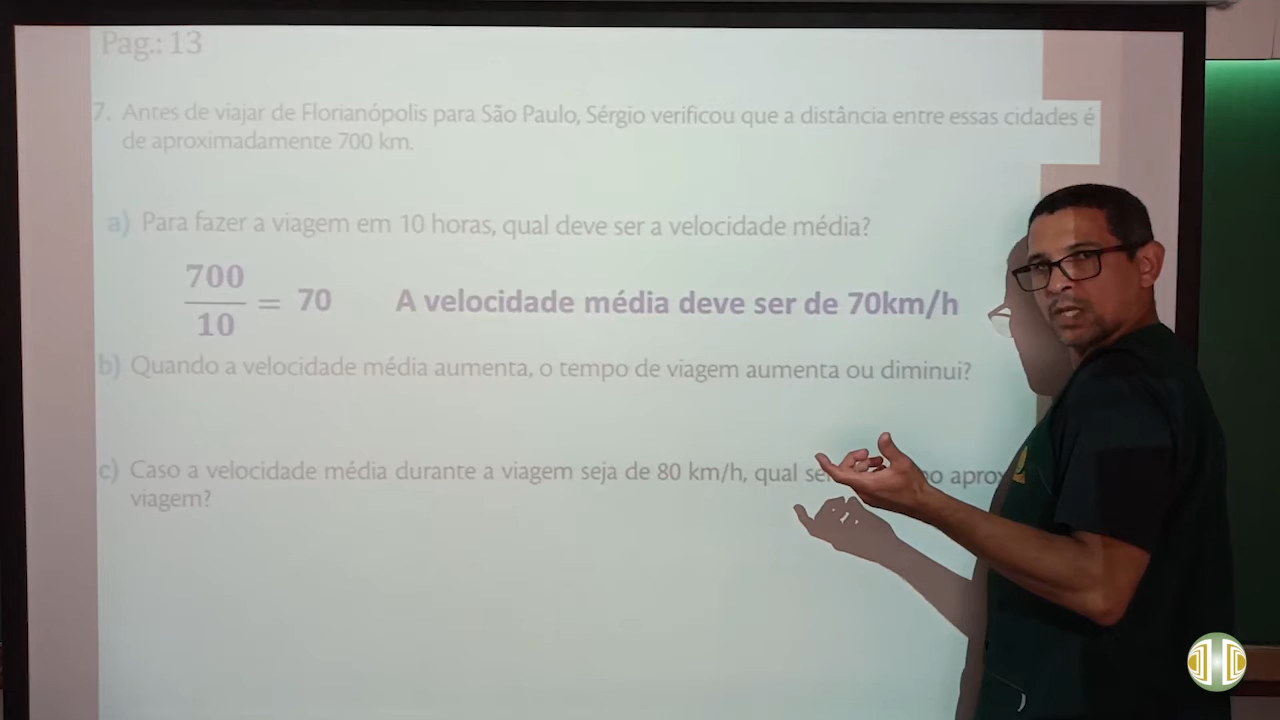 Pag.: 13
7. Antes de viajar de Florianópolis para São Paulo, Sérgio verificou que a distância entre essas cidades é
de aproximadamente 700 km.
a) Para fazer a viagem em 10 horas, qual deve ser a velocidade média?
700
10
= 70 A velocidade média deve ser de 70km/h
b) Quando a velocidade média aumenta, o tempo de viagem aumenta ou diminui?
c) Caso a velocidade média durante a viagem seja de 80 km/h, qual
viagem?